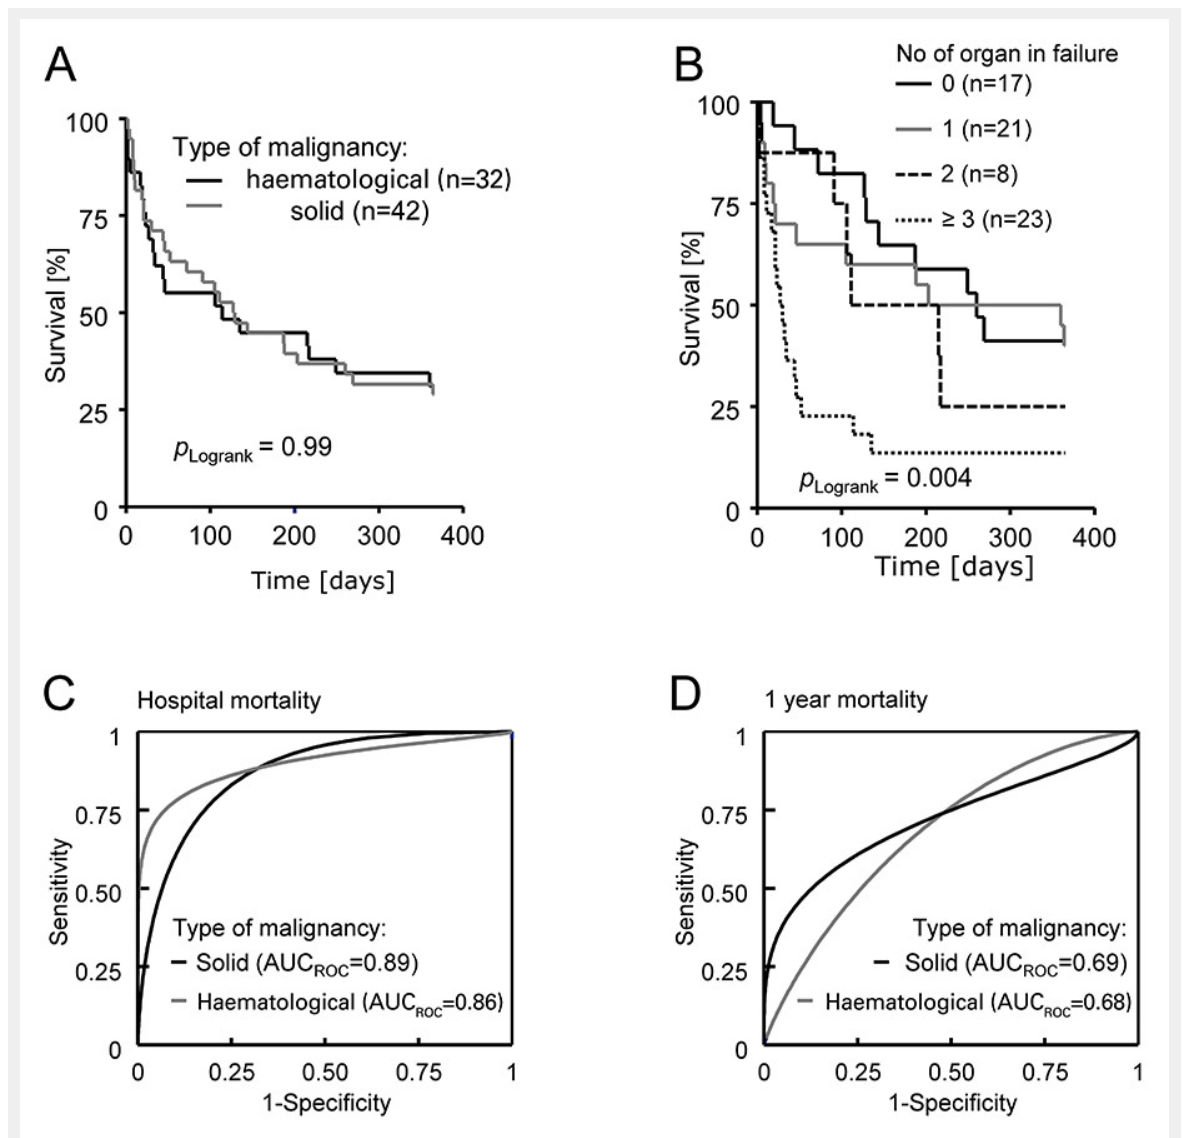 A
Type of malignancy:
haematological (n=32)
solid (n=42)
Survival [%]
100
75
50
25
0
pLogrank = 0.99
0 100 200 300 400
Time [days]
B
No of organ in failure
0 (n=17)
1 (n=21)
2 (n=8)
≥ 3 (n=23)
Survival [%]
100
75
50
25
0
pLogrank = 0.004
0 100 200 300 400
Time [days]
C
Hospital mortality
Sensitivity
1
0.75
0.50
0.25
0
Type of malignancy:
Solid (AUCROC=0.89)
Haematological (AUCROC=0.86)
0 0.25 0.50 0.75 1
1-Specificity
D
1 year mortality
Sensitivity
1
0.75
0.50
0.25
0
Type of malignancy:
Solid (AUCROC=0.69)
Haematological (AUCROC=0.68)
0 0.25 0.50 0.75 1
1-Specificity